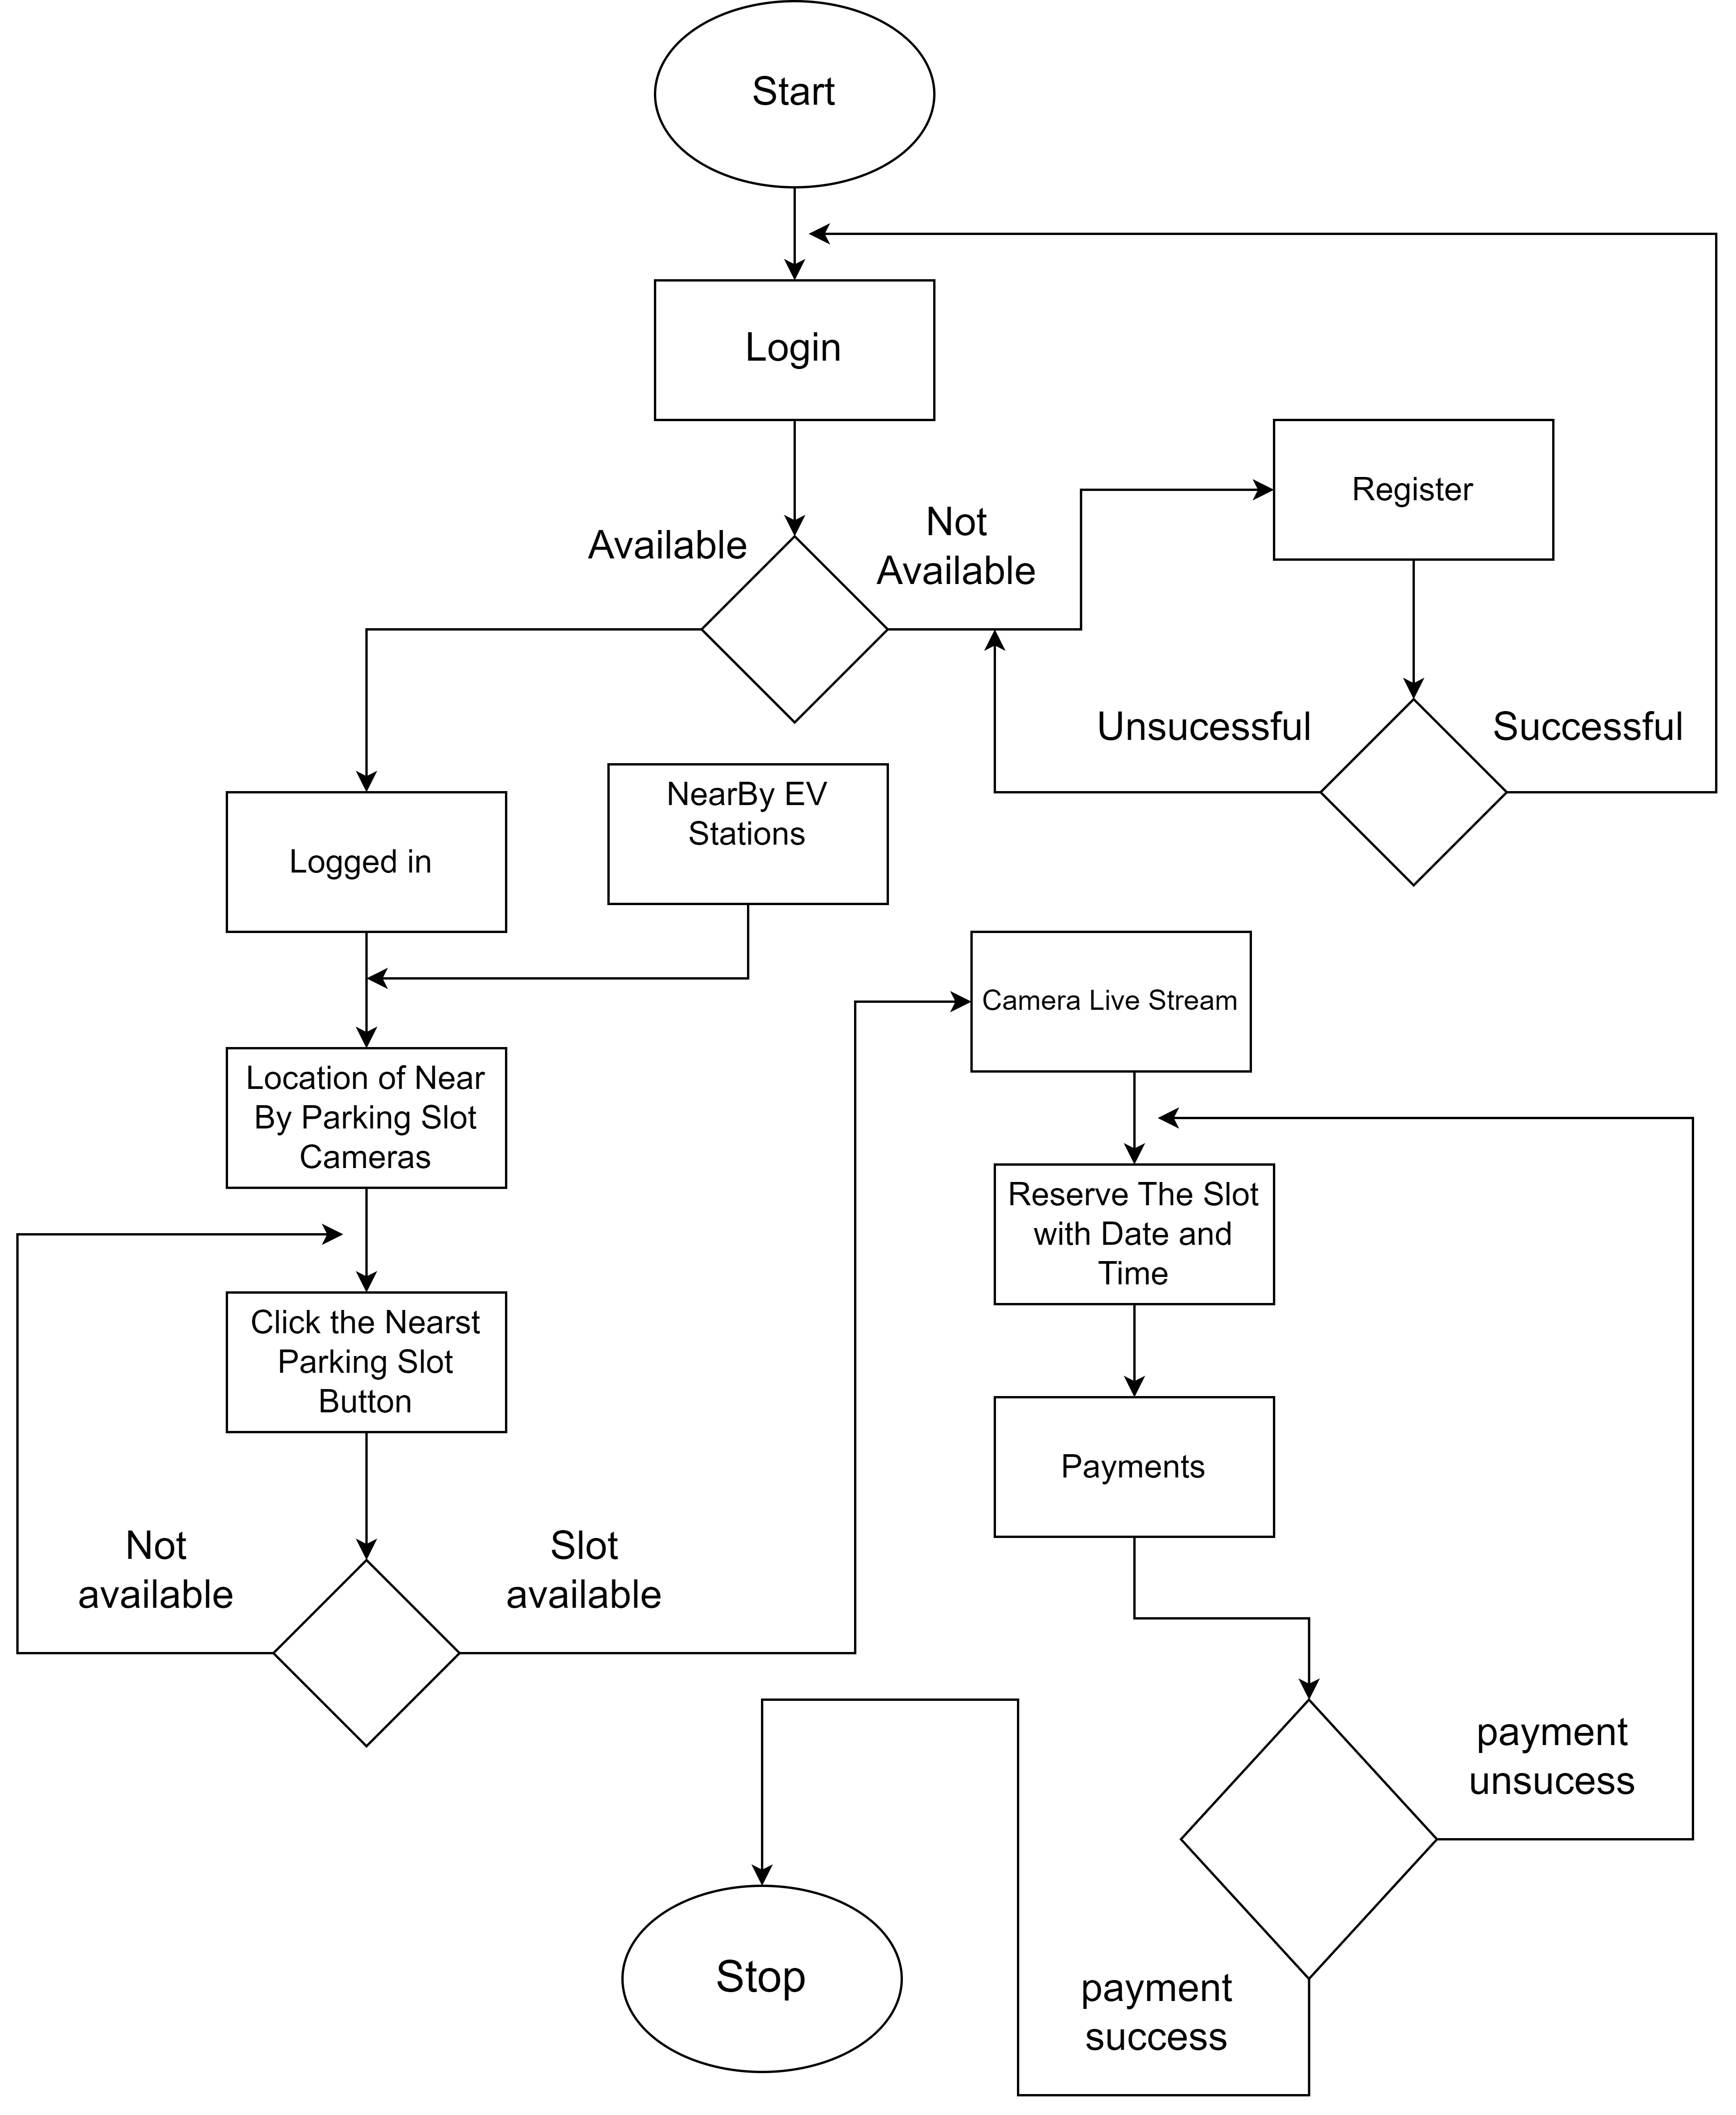 Start
Login
Available
Not
Available
Register
Unsucessful
Successful
Logged in
NearBy EV
Stations
Location of Near
By Parking Slot
Cameras
Click the Nearst
Parking Slot
Button
Not
available
Slot
available
Camera Live Stream
Reserve The Slot
with Date and
Time
Payments
payment
unsucess
payment
success
Stop